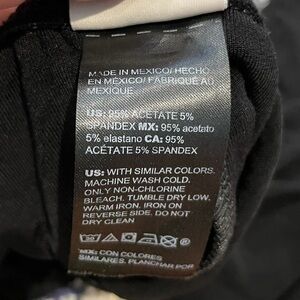 MADE IN MEXICO/HECHO
EN MEXICO/FABRIQUÉ AU
MEXIQUE
US: 95% ACETATE 5%
SPANDEX MX: 95% acetato
5% elastano CA: 95%
ACÉTATE 5% SPANDEX
US: WITH SIMILAR COLORS.
MACHINE WASH COLD.
ONLY NON-CHLORINE
BLEACH. TUMBLE DRY LOW.
WARM IRON. IRON ON
REVERSE SIDE. DO NOT
DRY CLEAN
MX: CON COLORES
SIMILARES. PLANCHAR POR